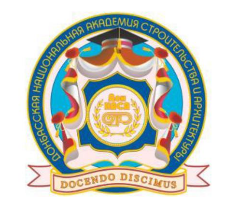 ДОНБАССКАЯ НАЦИОНАЛЬНАЯ АКАДЕМИЯ СТРОИТЕЛЬСТВА И АРХИТЕКТУРЫ
DOCENDO DISCIMUS